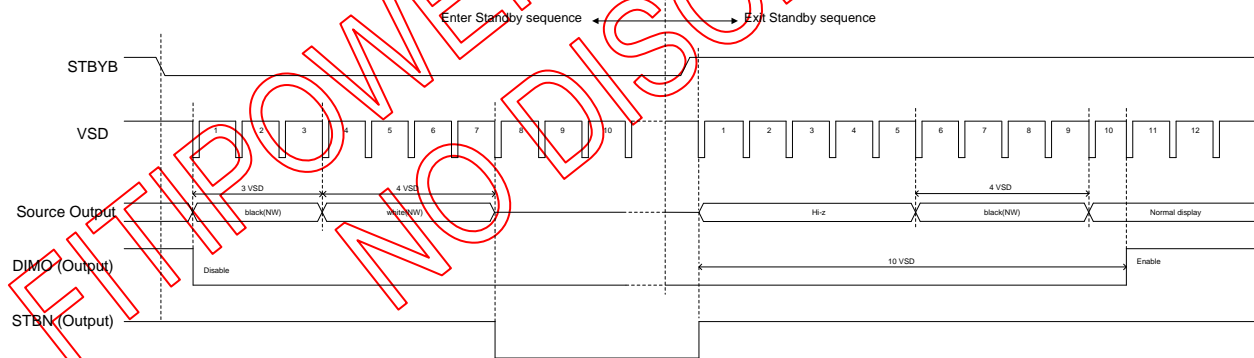 Enter Standby sequence
Exit Standby sequence
STBYB
VSD
1 2 3 4 5 6 7 8 9 10 1 2 3 4 5 6 7 8 9 10 11 12
3 VSD
4 VSD
4 VSD
Source Output
black(NW)
white(NW)
Hi-z
black(NW)
Normal display
DIMO (Output)
Disable
10 VSD
Enable
STBN (Output)
FITIPOWE
NO DISC